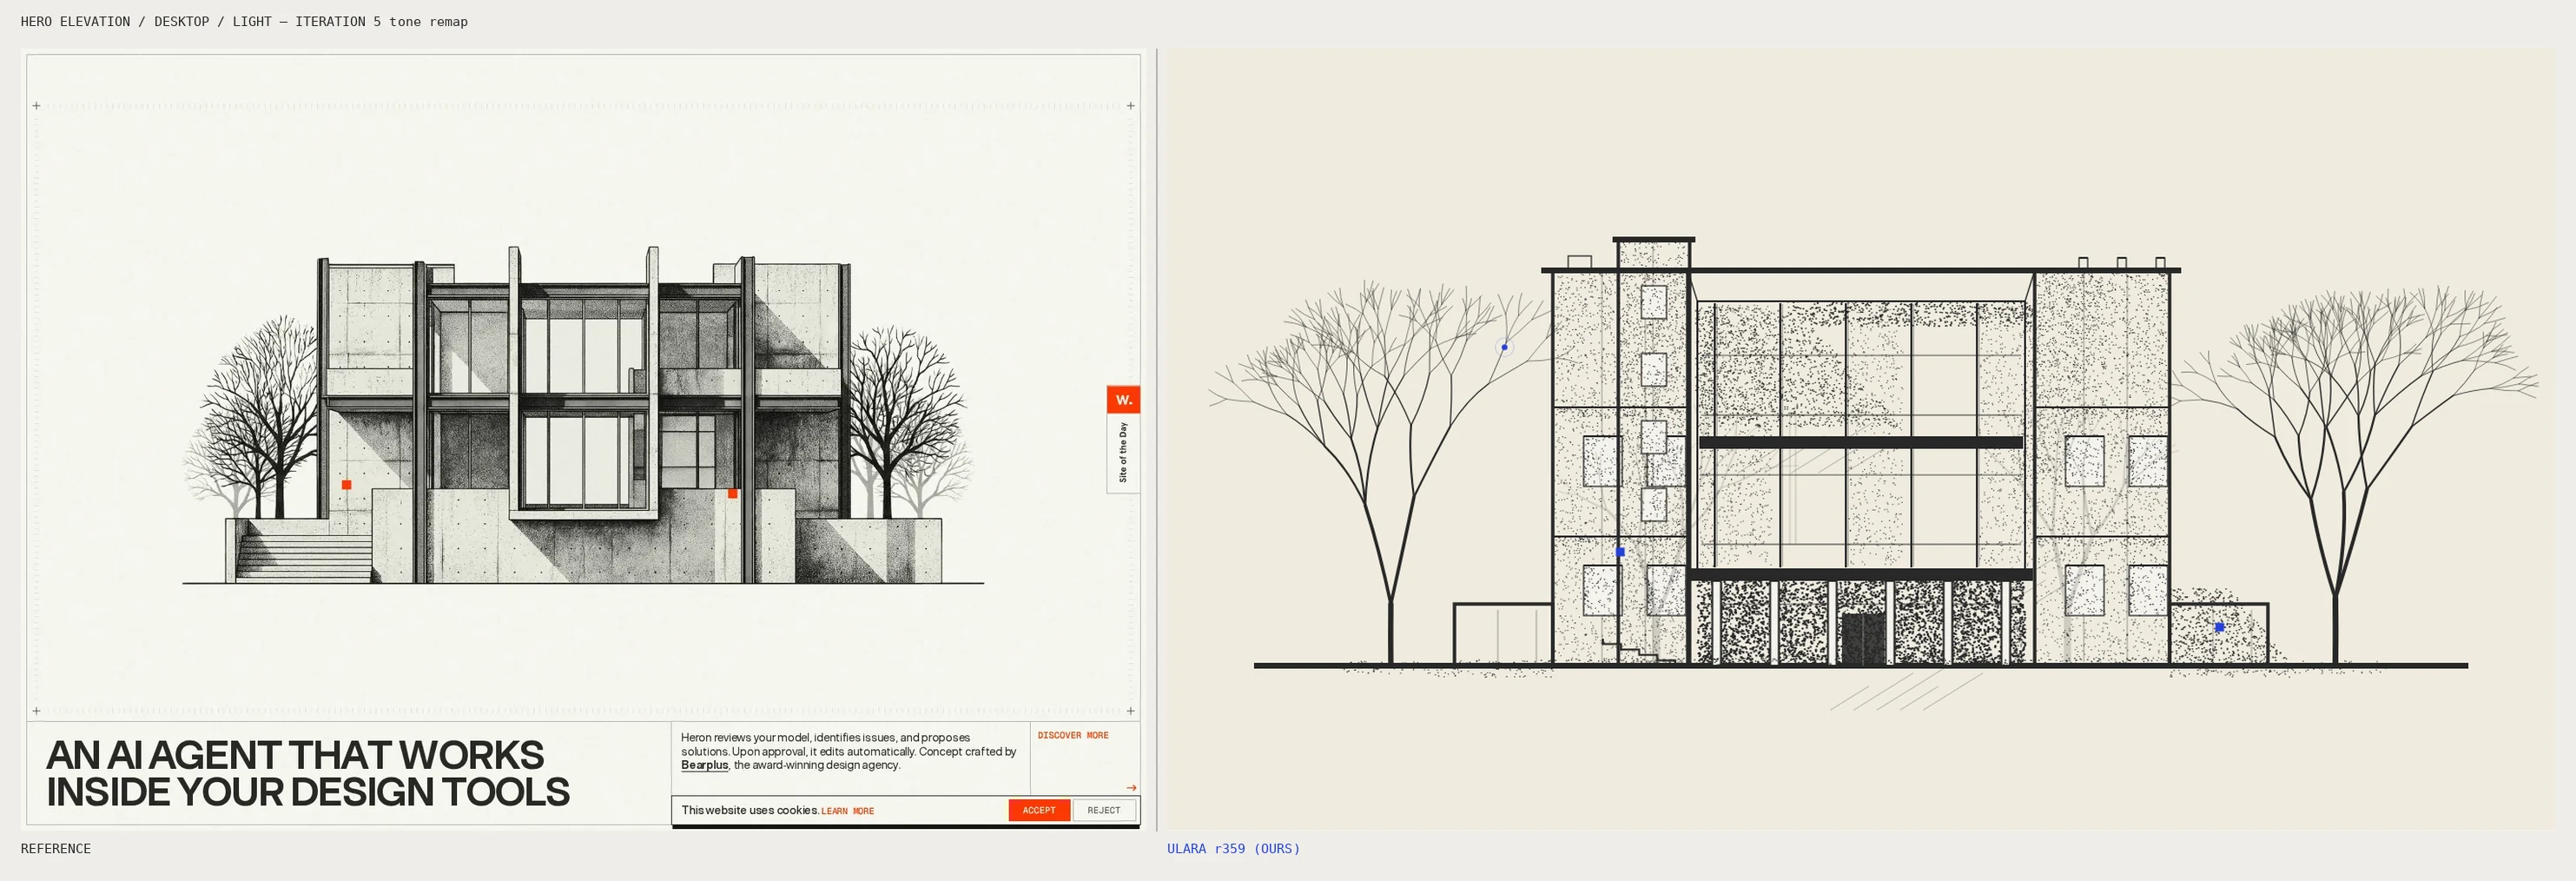 HERO ELEVATION / DESKTOP / LIGHT — ITERATION 5 tone remap
W.
Site of the Day
AN AI AGENT THAT WORKS
INSIDE YOUR DESIGN TOOLS
Heron reviews your model, identifies issues, and proposes
solutions. Upon approval, it edits automatically. Concept crafted by
Bearplus, the award-winning design agency.
DISCOVER MORE
→
This website uses cookies. LEARN MORE
ACCEPT
REJECT
REFERENCE
ULARA r359 (OURS)